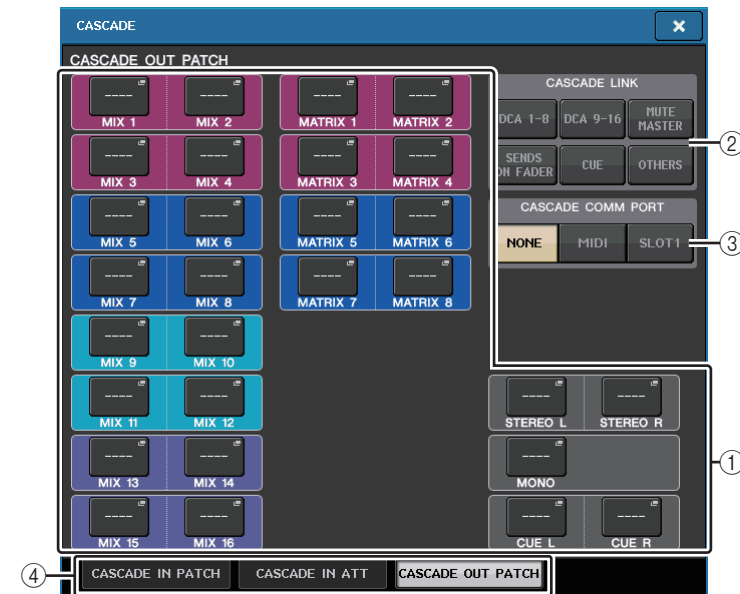 CASCADE
×
CASCADE OUT PATCH
---- ---- ---- ----
MIX 1 MIX 2 MATRIX 1 MATRIX 2
---- ---- ---- ----
MIX 3 MIX 4 MATRIX 3 MATRIX 4
---- ---- ---- ----
MIX 5 MIX 6 MATRIX 5 MATRIX 6
---- ---- ---- ----
MIX 7 MIX 8 MATRIX 7 MATRIX 8
---- ----
MIX 9 MIX 10
---- ----
MIX 11 MIX 12
---- ----
MIX 13 MIX 14
---- ----
MIX 15 MIX 16
CASCADE LINK
DCA 1-8 DCA 9-16 MUTE
MASTER
②
SENDS
ON FADER CUE OTHERS
CASCADE COMM PORT
NONE MIDI SLOT1
③
---- ----
STEREO L STEREO R
----
MONO
①
---- ----
CUE L CUE R
④
CASCADE IN PATCH CASCADE IN ATT CASCADE OUT PATCH